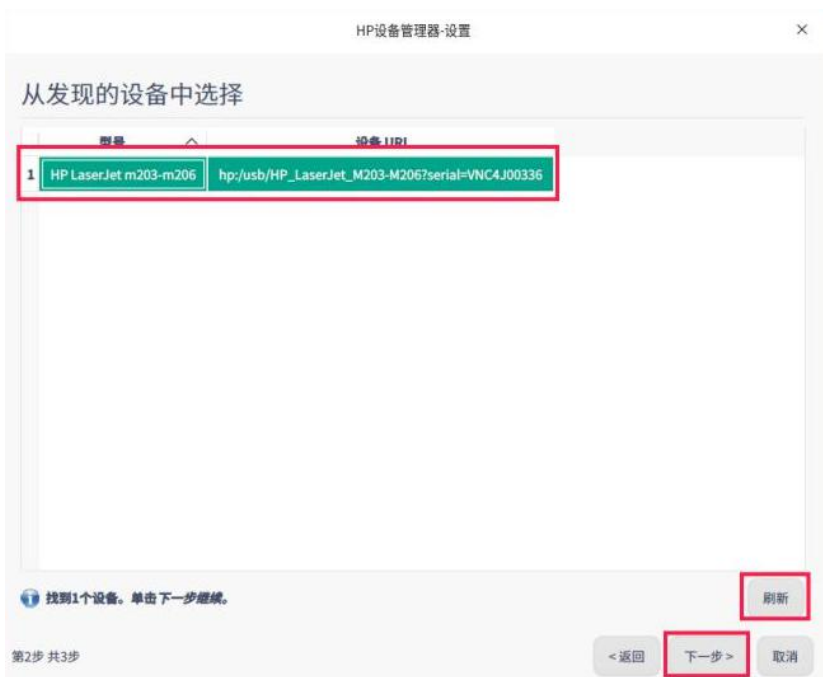 HP设备管理器-设置
从发现的设备中选择
型号 设备 URL
1 HP LaserJet m203-m206 hp:/usb/HP_LaserJet_M203-M206?serial=VNC4J00336
找到1个设备。单击下一步继续。
刷新
第2步 共3步 <返回 下一步> 取消